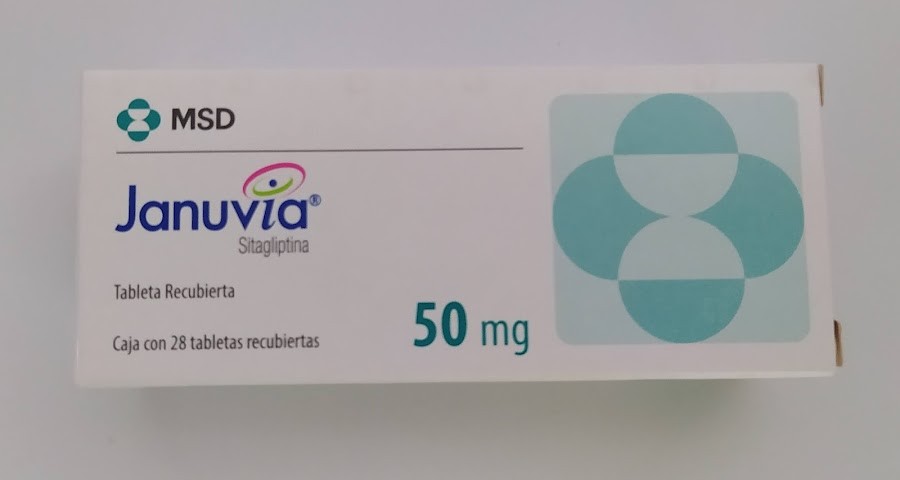 MSD
Januvia®
Sitagliptina
Tableta Recubierta
Caja con 28 tabletas recubiertas
50 mg